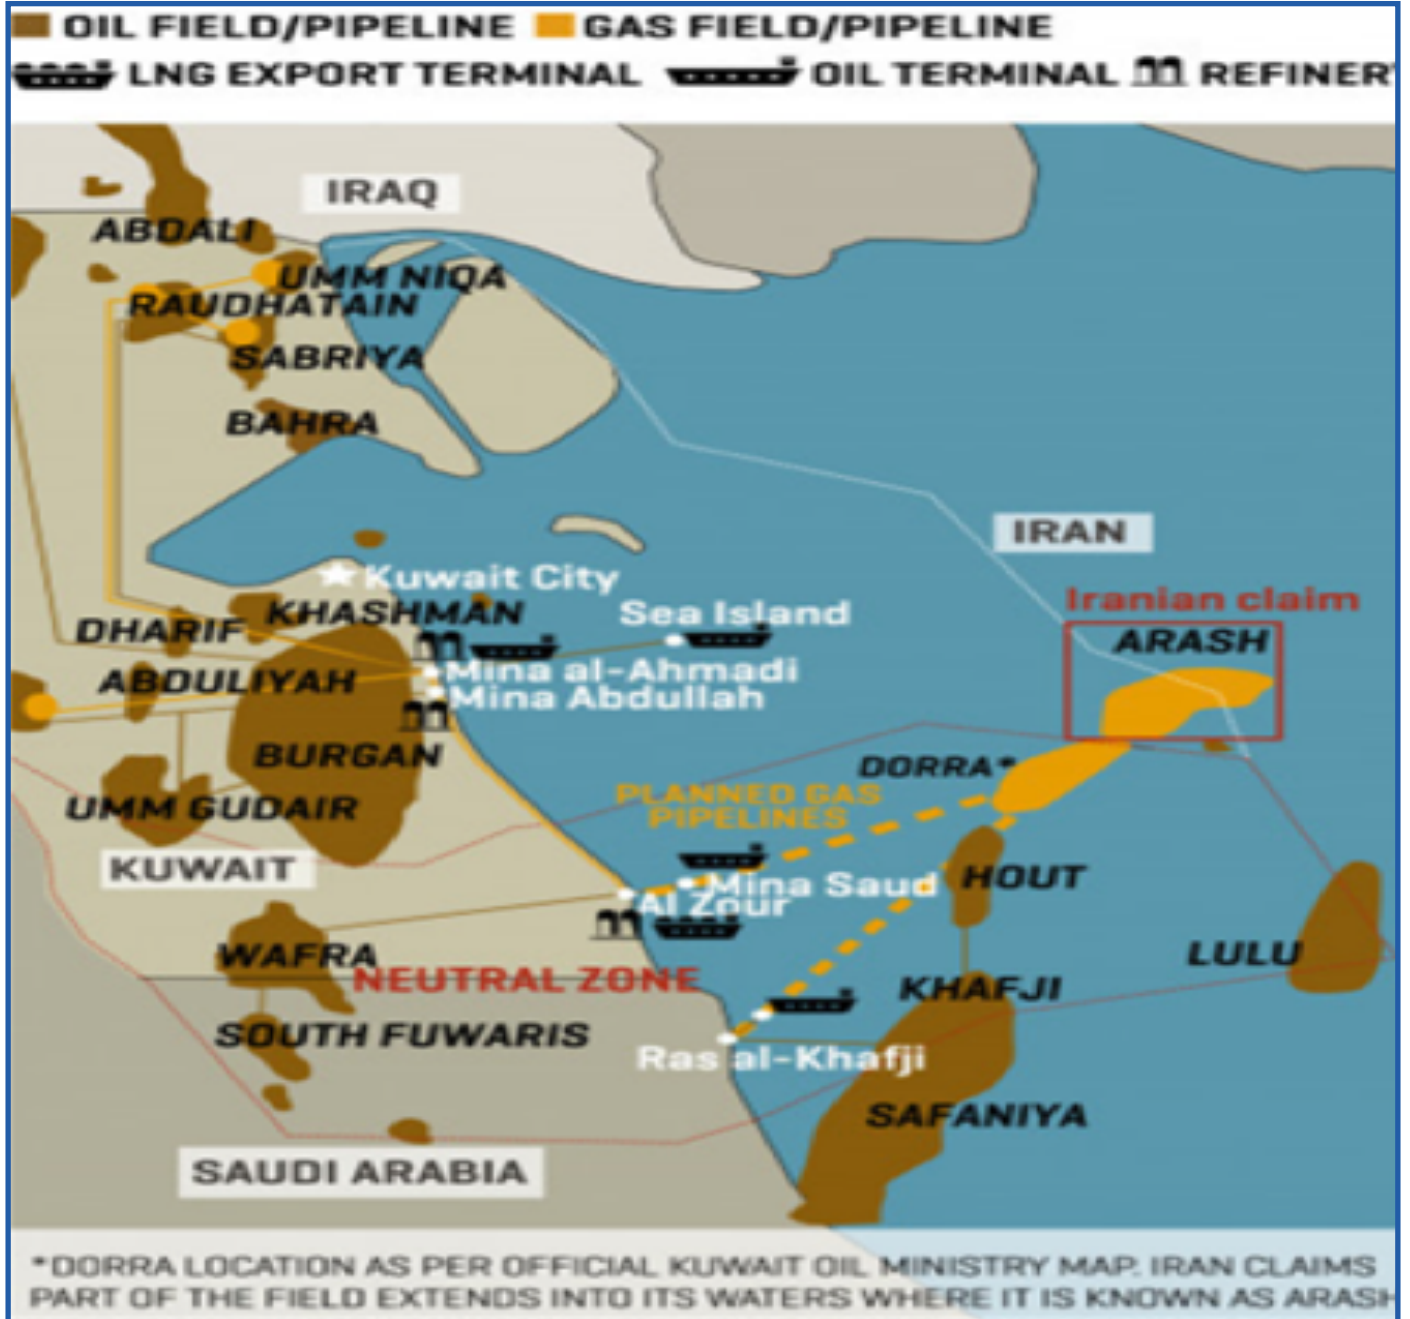 OIL FIELD/PIPELINE GAS FIELD/PIPELINE
LNG EXPORT TERMINAL OIL TERMINAL REFINER
IRAQ
ABDALI
UMM NIQA
RAUDHATAIN
SABRIYA
BAHRA
IRAN
Kuwait City
Iranian claim
KHASHMAN
Sea Island
DHARIF
ARASH
Mina al-Ahmadi
ABDULIYAH
Mina Abdullah
BURGAN
DORRA*
PLANNED GAS
PIPELINES
UMM GUDAIR
KUWAIT
HOUT
Mina Saud
Al Zour
WAFRA
LULU
NEUTRAL ZONE
KHAFJI
SOUTH FUWARIS
Ras al-Khafji
SAFANIYA
SAUDI ARABIA
*DORRA LOCATION AS PER OFFICIAL KUWAIT OIL MINISTRY MAP. IRAN CLAIMS
PART OF THE FIELD EXTENDS INTO ITS WATERS WHERE IT IS KNOWN AS ARASH